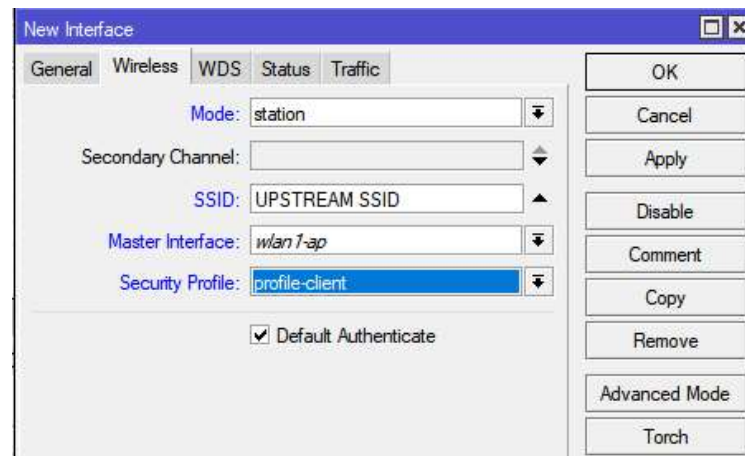 New Interface
General Wireless WDS Status Traffic
OK
Mode: station
Cancel
Secondary Channel:
Apply
SSID: UPSTREAM SSID
Disable
Master Interface: wlan1-ap
Comment
Security Profile: profile-client
Copy
Default Authenticate
Remove
Advanced Mode
Torch